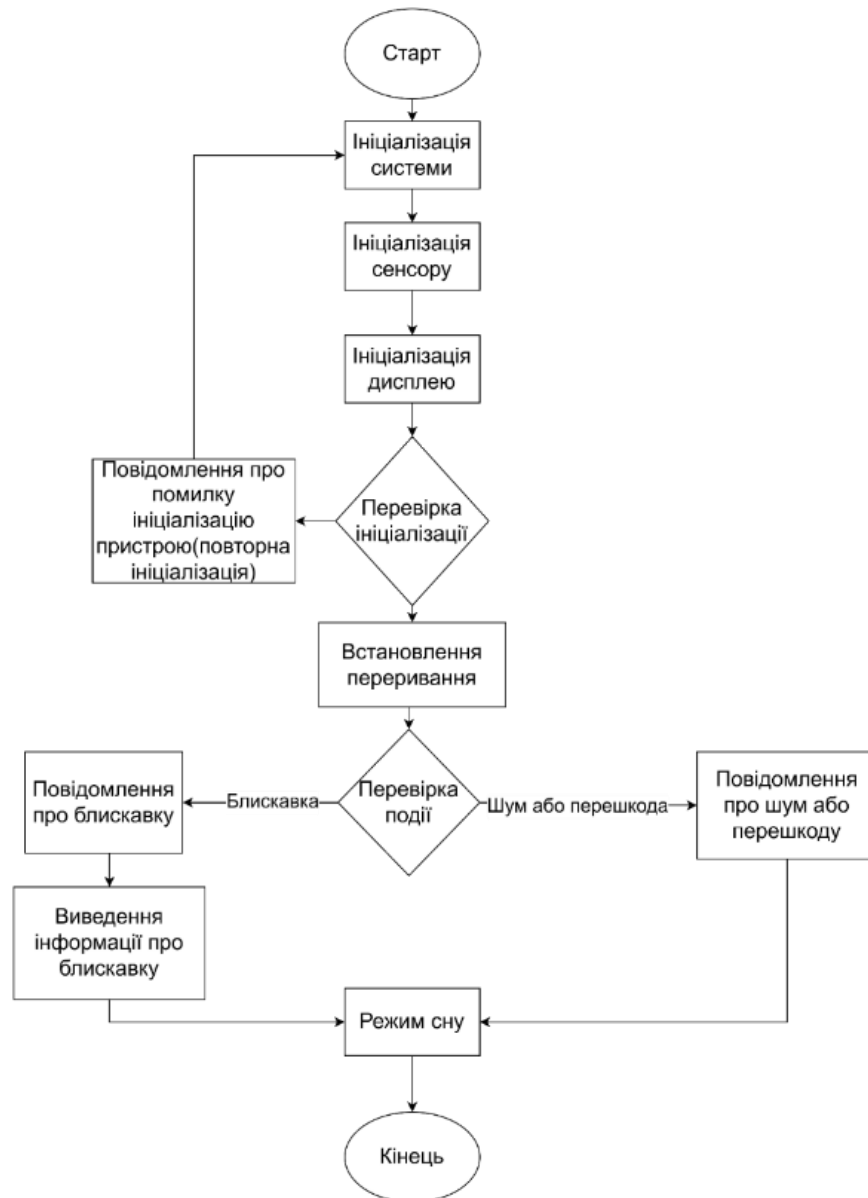 Старт
Ініціалізація
системи
Ініціалізація
сенсору
Ініціалізація
дисплею
Повідомлення про
помилку
ініціалізацію
пристрою(повторна
ініціалізація)
Перевірка
ініціалізації
Встановлення
переривання
Повідомлення
про блискавку
Блискавка
Перевірка
події
Шум або перешкода
Повідомлення
про шум або
перешкоду
Виведення
інформації про
блискавку
Режим сну
Кінець